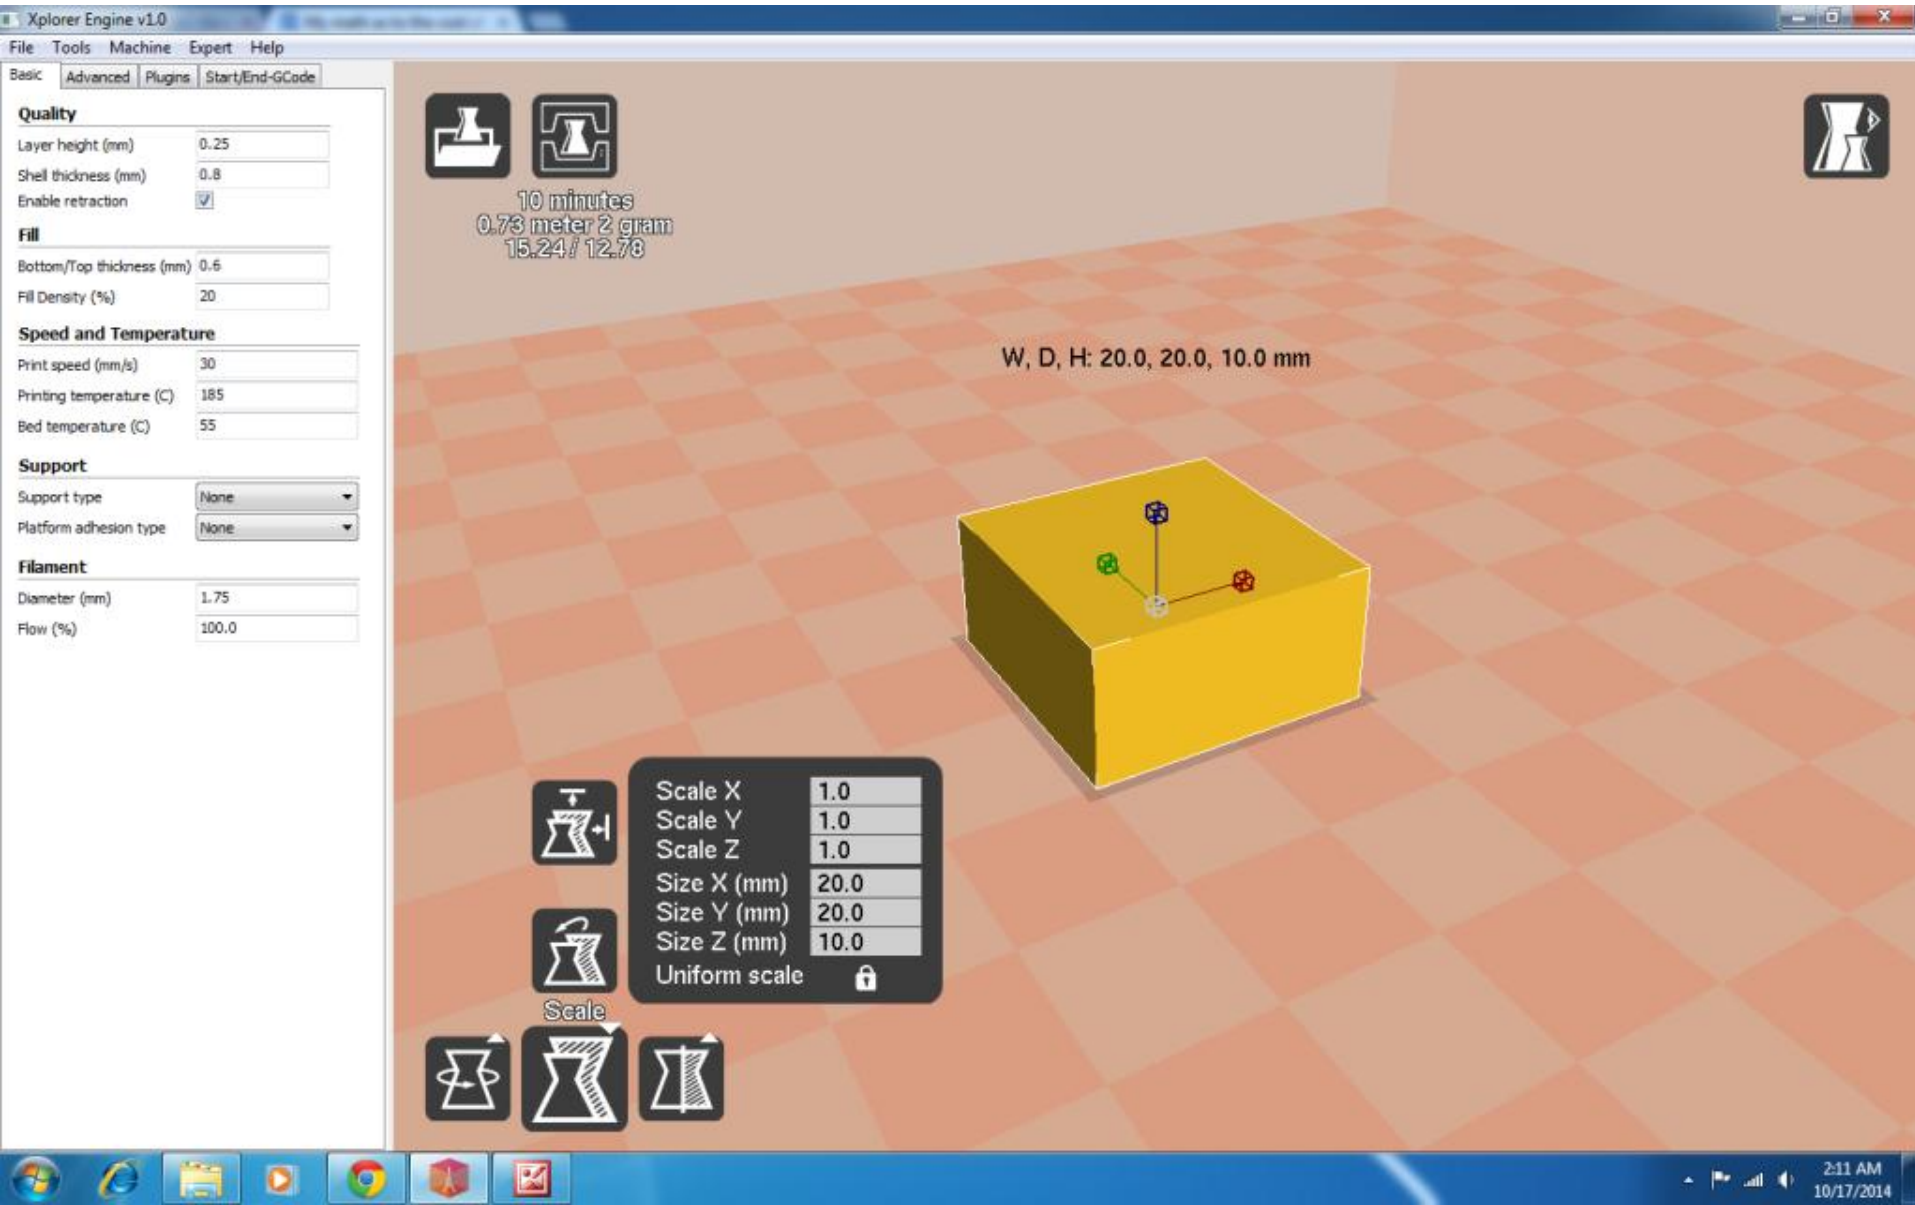 Xplorer Engine v1.0
File Tools Machine Expert Help
Basic Advanced Plugins Start/End-GCode
Quality
Layer height (mm) 0.25
Shell thickness (mm) 0.8
Enable retraction
Fill
Bottom/Top thickness (mm) 0.6
Fill Density (%) 20
Speed and Temperature
Print speed (mm/s) 30
Printing temperature (C) 185
Bed temperature (C) 55
Support
Support type None
Platform adhesion type None
Filament
Diameter (mm) 1.75
Flow (%) 100.0
10 minutes
0.73 meter 2 gram
15.24 / 12.78
W, D, H: 20.0, 20.0, 10.0 mm
Scale X 1.0
Scale Y 1.0
Scale Z 1.0
Size X (mm) 20.0
Size Y (mm) 20.0
Size Z (mm) 10.0
Uniform scale
Scale
2:11 AM
10/17/2014